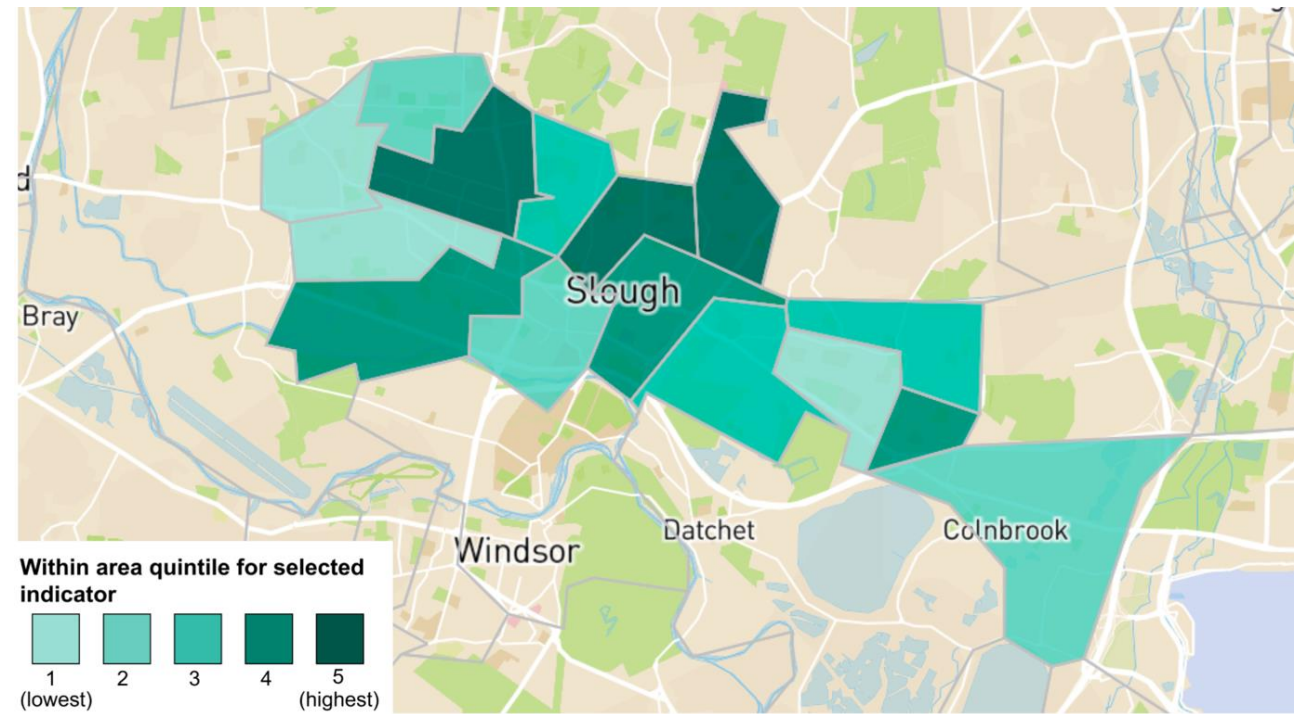 d
Bray
Slough
Windsor
Datchet
Colnbrook
Within area quintile for selected
indicator
1
(lowest)
2
3
4
5
(highest)